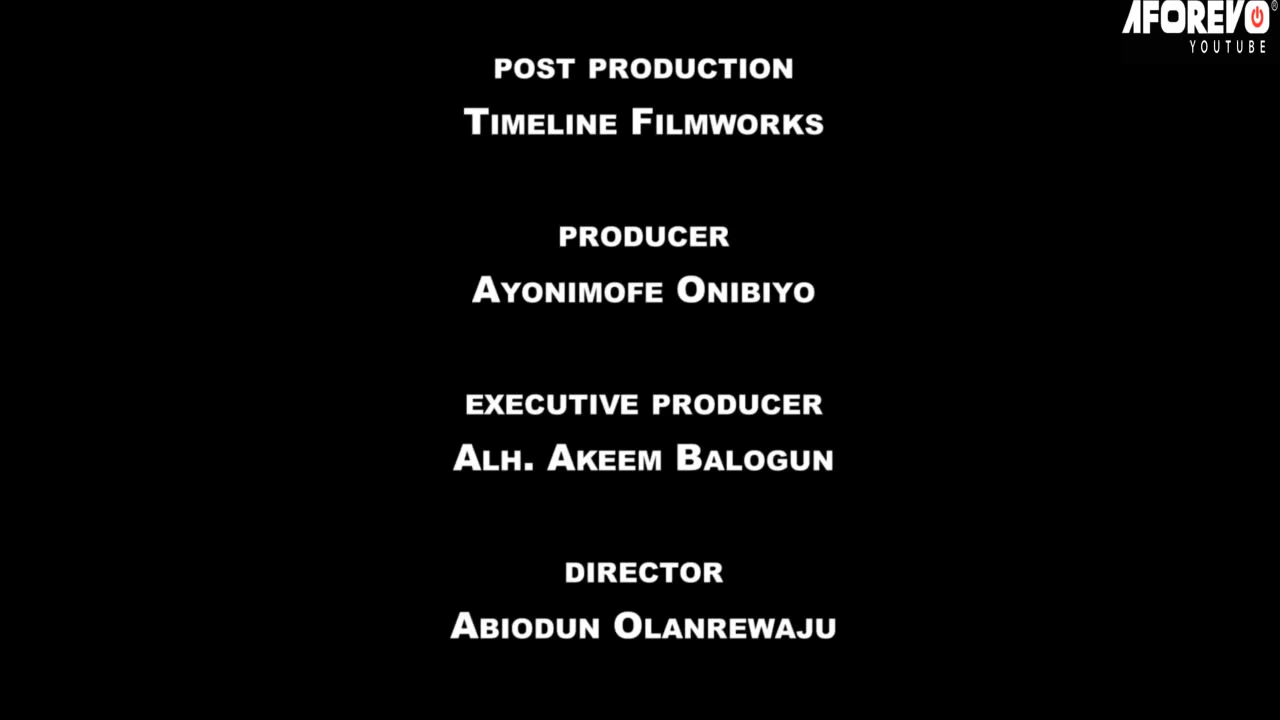 AFOREVO®
YOUTUBE
POST PRODUCTION
TIMELINE FILMWORKS
PRODUCER
AYONIMOFE ONIBIYO
EXECUTIVE PRODUCER
ALH. AKEEM BALOGUN
DIRECTOR
ABIODUN OLANREWAJU